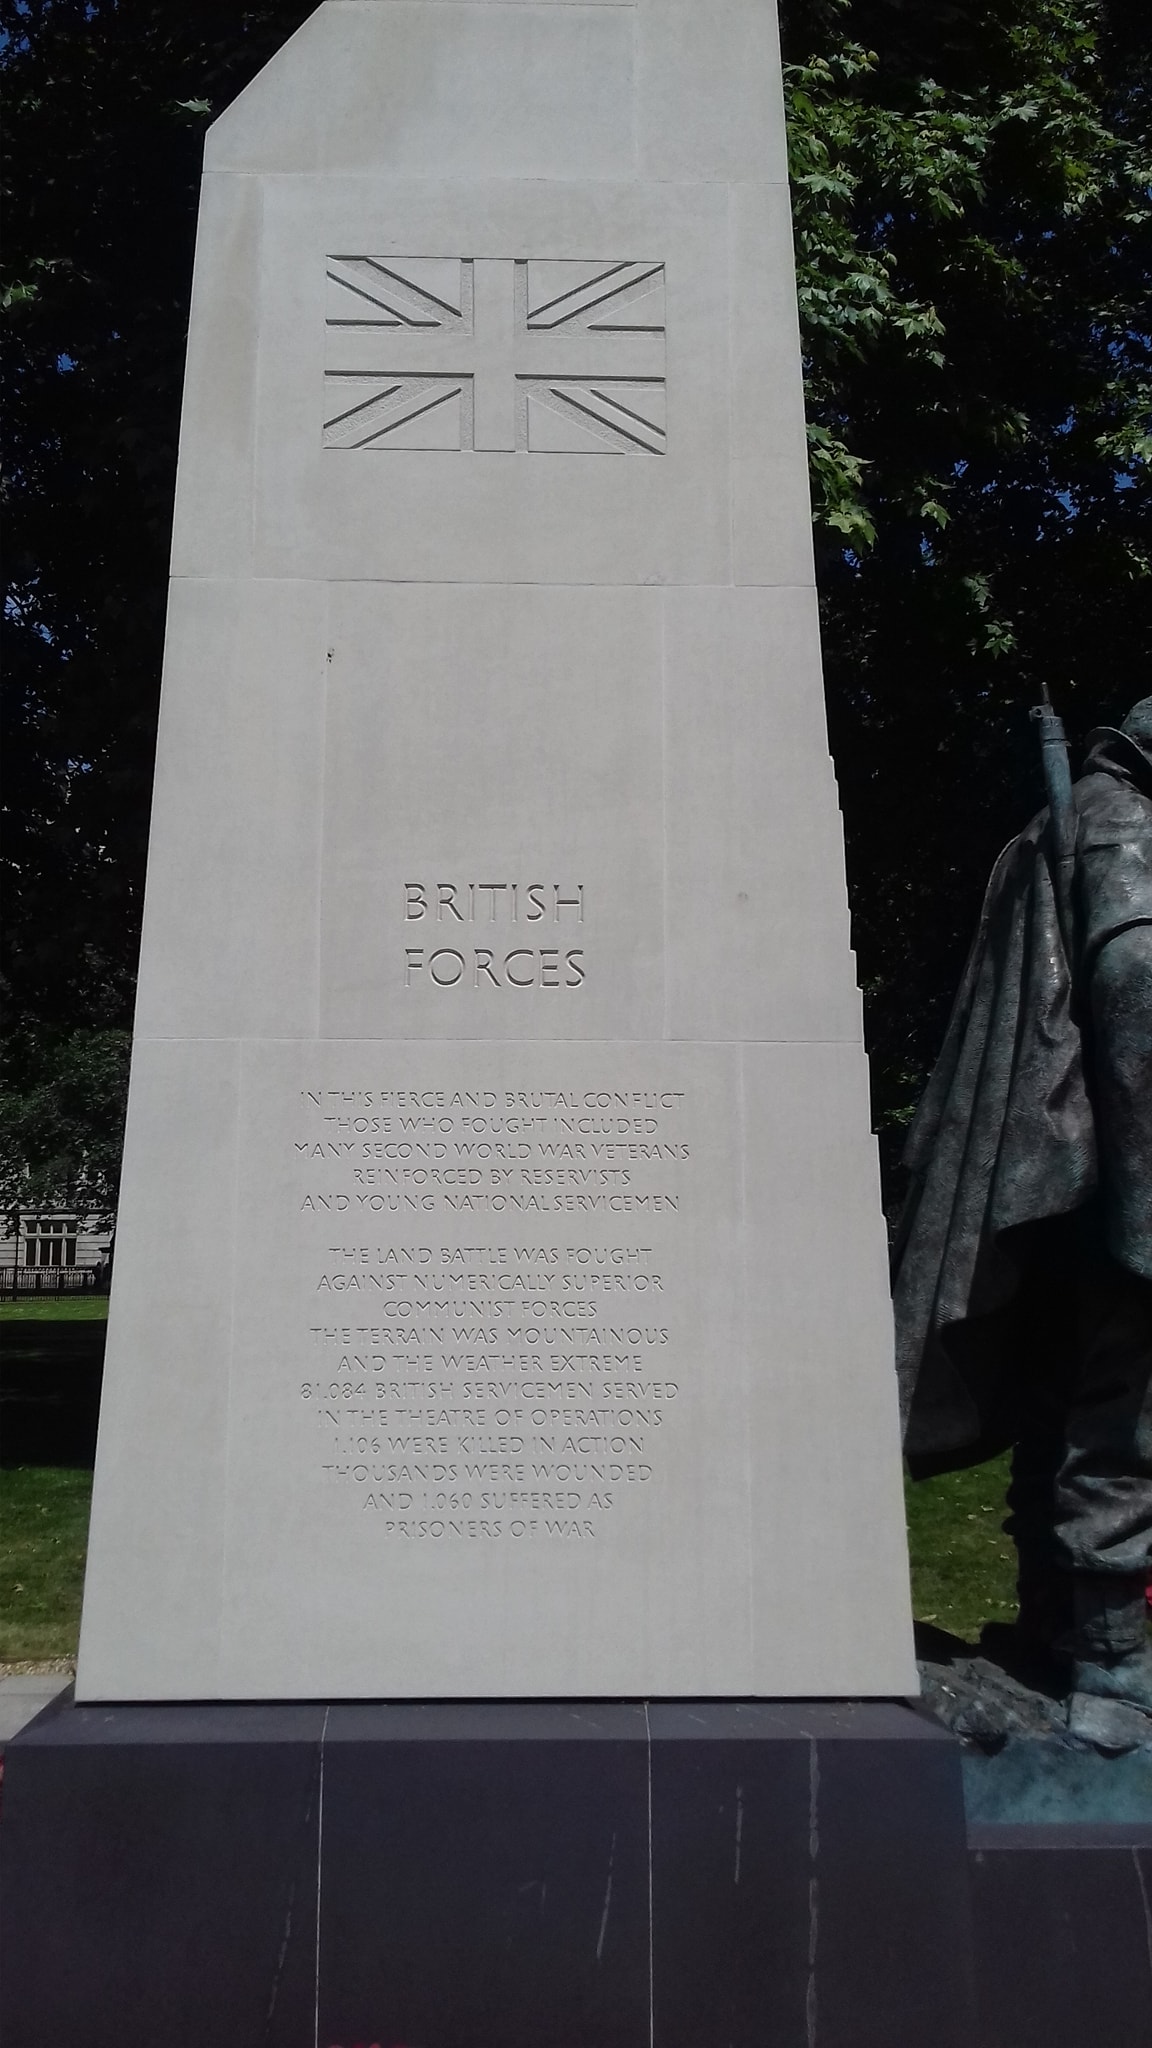 BRITISH
FORCES
IN THIS FIERCE AND BRUTAL CONFLICT
THOSE WHO FOUGHT INCLUDED
MANY SECOND WORLD WAR VETERANS
REINFORCED BY RESERVISTS
AND YOUNG NATIONAL SERVICEMEN
THE LAND BATTLE WAS FOUGHT
AGAINST NUMERICALLY SUPERIOR
COMMUNIST FORCES
THE TERRAIN WAS MOUNTAINOUS
AND THE WEATHER EXTREME
81.084 BRITISH SERVICEMEN SERVED
IN THE THEATRE OF OPERATIONS
1.106 WERE KILLED IN ACTION
THOUSANDS WERE WOUNDED
AND 1.060 SUFFERED AS
PRISONERS OF WAR